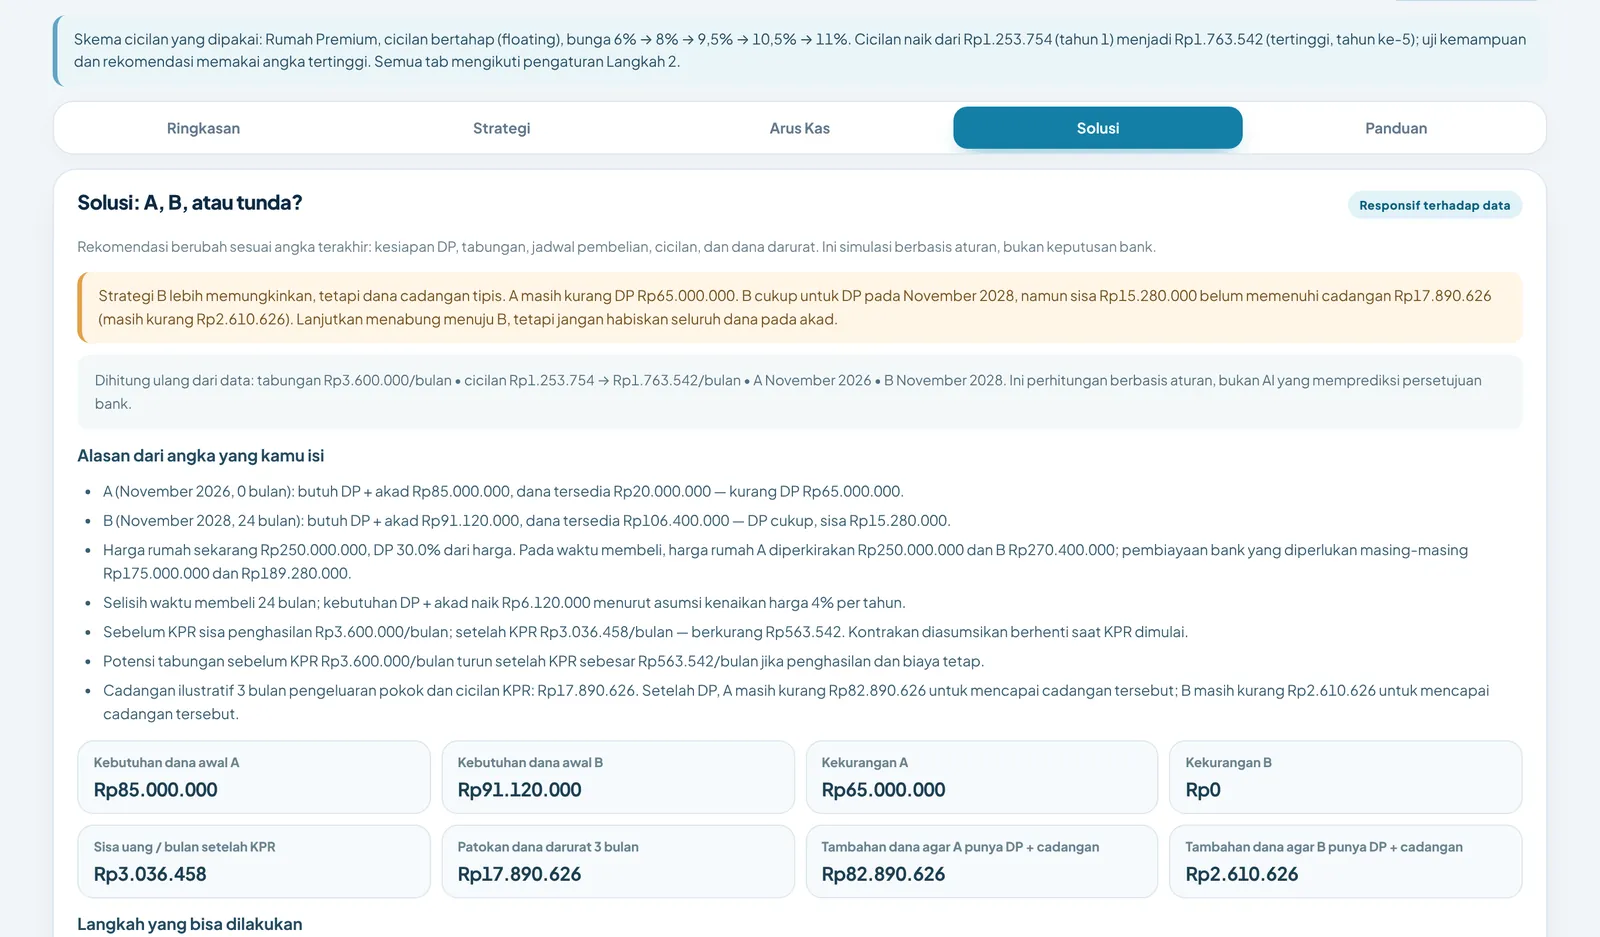 Skema cicilan yang dipakai: Rumah Premium, cicilan bertahap (floating), bunga 6% → 8% → 9,5% → 10,5% → 11%. Cicilan naik dari Rp1.253.754 (tahun 1) menjadi Rp1.763.542 (tertinggi, tahun ke-5); uji kemampuan
dan rekomendasi memakai angka tertinggi. Semua tab mengikuti pengaturan Langkah 2.
Ringkasan
Strategi
Arus Kas
Solusi
Panduan
Solusi: A, B, atau tunda?
Responsif terhadap data
Rekomendasi berubah sesuai angka terakhir: kesiapan DP, tabungan, jadwal pembelian, cicilan, dan dana darurat. Ini simulasi berbasis aturan, bukan keputusan bank.
Strategi B lebih memungkinkan, tetapi dana cadangan tipis. A masih kurang DP Rp65.000.000. B cukup untuk DP pada November 2028, namun sisa Rp15.280.000 belum memenuhi cadangan Rp17.890.626
(masih kurang Rp2.610.626). Lanjutkan menabung menuju B, tetapi jangan habiskan seluruh dana pada akad.
Dihitung ulang dari data: tabungan Rp3.600.000/bulan • cicilan Rp1.253.754 → Rp1.763.542/bulan • A November 2026 • B November 2028. Ini perhitungan berbasis aturan, bukan AI yang memprediksi persetujuan
bank.
Alasan dari angka yang kamu isi
• A (November 2026, 0 bulan): butuh DP + akad Rp85.000.000, dana tersedia Rp20.000.000 — kurang DP Rp65.000.000.
• B (November 2028, 24 bulan): butuh DP + akad Rp91.120.000, dana tersedia Rp106.400.000 — DP cukup, sisa Rp15.280.000.
• Harga rumah sekarang Rp250.000.000, DP 30.0% dari harga. Pada waktu membeli, harga rumah A diperkirakan Rp250.000.000 dan B Rp270.400.000; pembiayaan bank yang diperlukan masing-masing
Rp175.000.000 dan Rp189.280.000.
• Selisih waktu membeli 24 bulan; kebutuhan DP + akad naik Rp6.120.000 menurut asumsi kenaikan harga 4% per tahun.
• Sebelum KPR sisa penghasilan Rp3.600.000/bulan; setelah KPR Rp3.036.458/bulan — berkurang Rp563.542. Kontrakan diasumsikan berhenti saat KPR dimulai.
• Potensi tabungan sebelum KPR Rp3.600.000/bulan turun setelah KPR sebesar Rp563.542/bulan jika penghasilan dan biaya tetap.
• Cadangan ilustratif 3 bulan pengeluaran pokok dan cicilan KPR: Rp17.890.626. Setelah DP, A masih kurang Rp82.890.626 untuk mencapai cadangan tersebut; B masih kurang Rp2.610.626 untuk mencapai
cadangan tersebut.
Kebutuhan dana awal A
Rp85.000.000
Kebutuhan dana awal B
Rp91.120.000
Kekurangan A
Rp65.000.000
Kekurangan B
Rp0
Sisa uang / bulan setelah KPR
Rp3.036.458
Patokan dana darurat 3 bulan
Rp17.890.626
Tambahan dana agar A punya DP + cadangan
Rp82.890.626
Tambahan dana agar B punya DP + cadangan
Rp2.610.626
Langkah yang bisa dilakukan